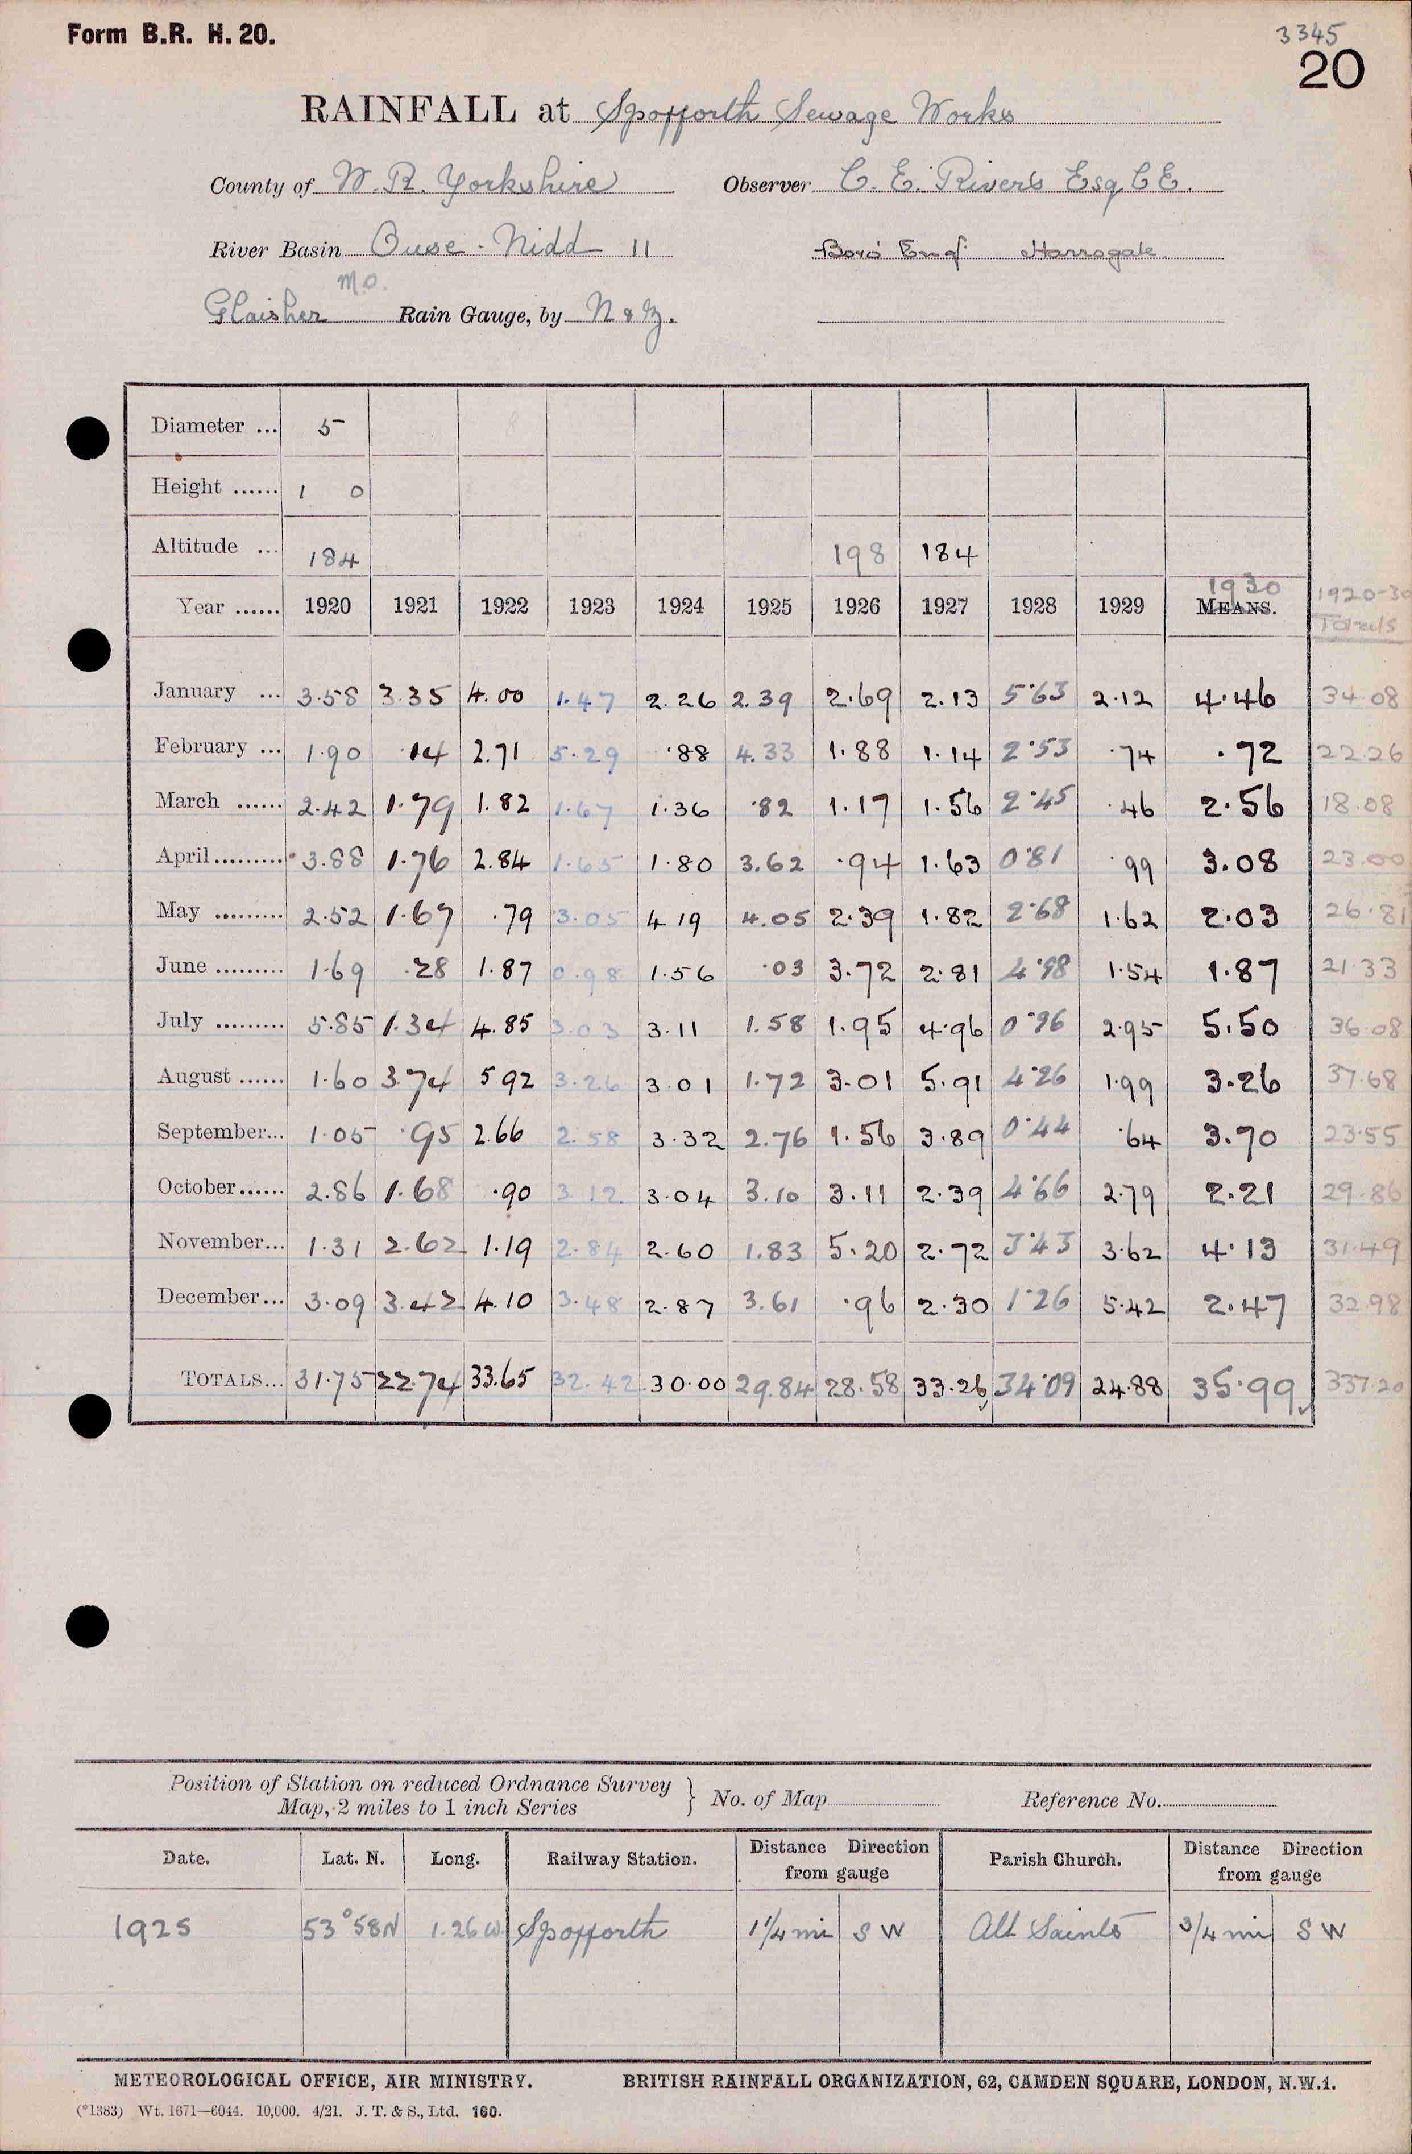 Form B.R. H. 20.
3345
20
RAINFALL at Spofforth Sewage Works
County of W. R. Yorkshire Observer C. E. Rivers Esq C E.
River Basin Ouse - Nidd 11 Boro' Engr Harrogate
M.O.
Glaisher Rain Gauge, by N & Z.
Diameter ... 5
Height ...... 1 0
Altitude ... 184 198 184
Year ...... 1920 1921 1922 1923 1924 1925 1926 1927 1928 1929 1930 MEANS. 1920-30 Totals
January ... 3.58 3.35 4.00 1.47 2.26 2.39 2.69 2.13 5.63 2.12 4.46 34.08
February ... 1.90 .14 2.71 5.29 .88 4.33 1.88 1.14 2.53 .74 .72 22.26
March ...... 2.42 1.79 1.82 1.67 1.36 .82 1.17 1.56 2.45 .46 2.56 18.08
April......... 3.88 1.76 2.84 1.65 1.80 3.62 .94 1.63 0.81 .99 3.08 23.00
May ......... 2.52 1.67 .79 3.05 4 19 4.05 2.39 1.82 2.68 1.62 2.03 26.81
June ......... 1.69 .28 1.87 0.98 1.56 .03 3.72 2.81 4.98 1.54 1.87 21.33
July ......... 5.85 1.34 4.85 3.03 3.11 1.58 1.95 4.96 0.96 2.95 5.50 36.08
August ...... 1.60 3.74 5 92 3.26 3.01 1.72 3.01 5.91 4.26 1.99 3.26 37.68
September... 1.05 .95 2.66 2.58 3.32 2.76 1.56 3.89 0.44 .64 3.70 23.55
October...... 2.86 1.68 .90 3.12 3.04 3.10 3.11 2.39 4.66 2.79 2.21 29.86
November... 1.31 2.62 1.19 2.84 2.60 1.83 5.20 2.72 3.43 3.62 4.13 31.49
December... 3.09 3.42 4.10 3.48 2.87 3.61 .96 2.30 1.26 5.42 2.47 32.98
TOTALS... 31.75 22.74 33.65 32.42 30.00 29.84 28.58 33.26 34.09 24.88 35.99 337.20
Position of Station on reduced Ordnance Survey
Map, 2 miles to 1 inch Series } No. of Map Reference No.
Date. Lat. N. Long. Railway Station. Distance Direction from gauge Parish Church. Distance Direction from gauge
1925 53°58N 1.26W Spofforth 1¼ mi S W All Saints ¾ mi S W
METEOROLOGICAL OFFICE, AIR MINISTRY. BRITISH RAINFALL ORGANIZATION, 62, CAMDEN SQUARE, LONDON, N.W.1.
(*1383) Wt. 1671—6044. 10,000. 4/21. J. T. & S., Ltd. 160.